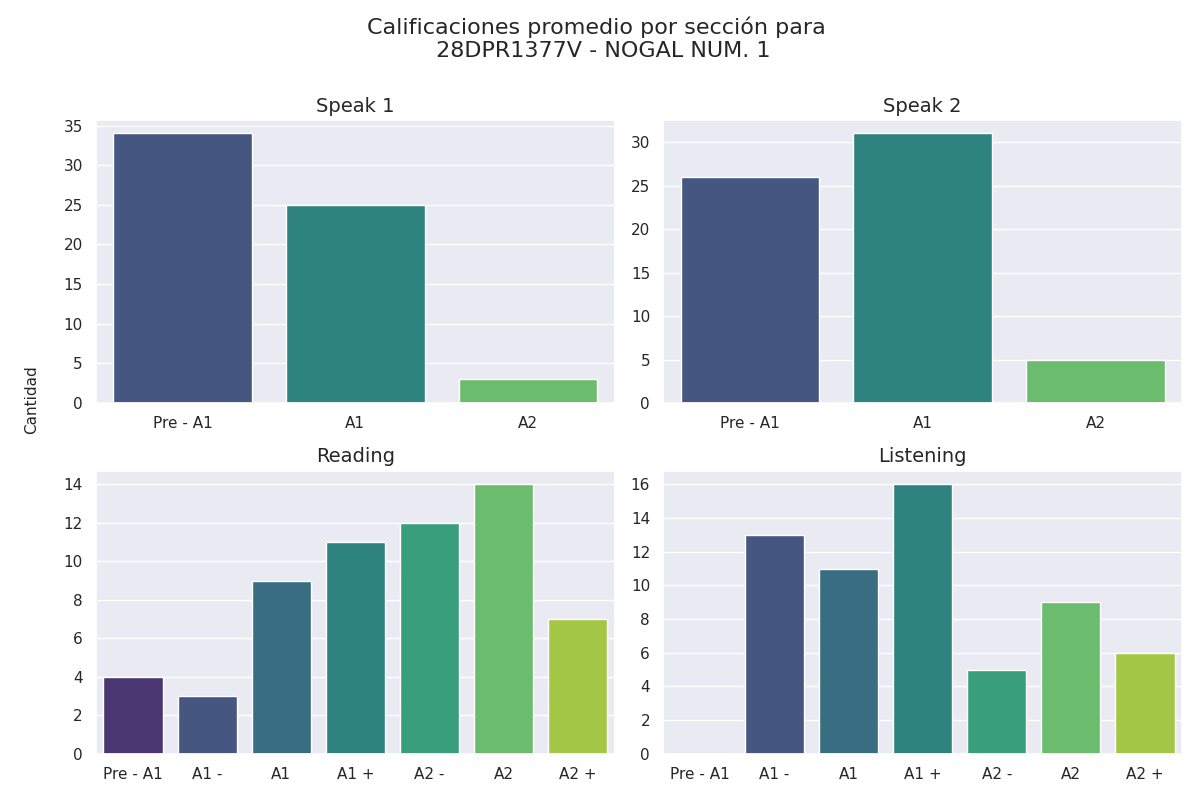 Calificaciones promedio por sección para
28DPR1377V - NOGAL NUM. 1
Cantidad
Speak 1
35
30
25
20
15
10
5
0
Pre - A1 A1 A2
Speak 2
30
25
20
15
10
5
0
Pre - A1 A1 A2
Reading
14
12
10
8
6
4
2
0
Pre - A1 A1 - A1 A1 + A2 - A2 A2 +
Listening
16
14
12
10
8
6
4
2
0
Pre - A1 A1 - A1 A1 + A2 - A2 A2 +